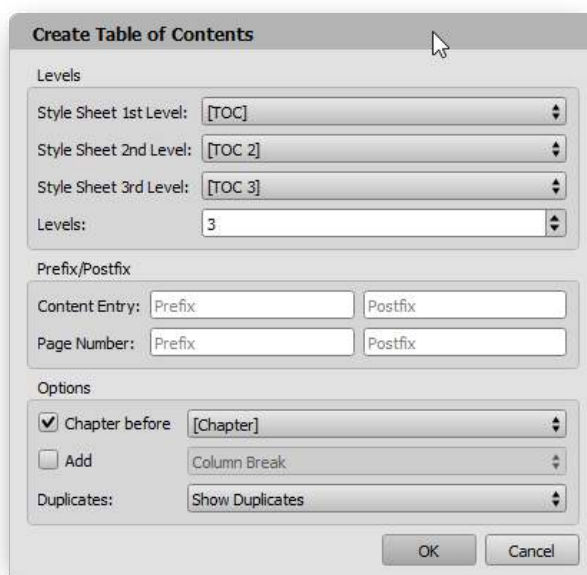 Create Table of Contents
Levels
Style Sheet 1st Level: [TOC]
Style Sheet 2nd Level: [TOC 2]
Style Sheet 3rd Level: [TOC 3]
Levels: 3
Prefix/Postfix
Content Entry: Prefix Postfix
Page Number: Prefix Postfix
Options
Chapter before [Chapter]
Add Column Break
Duplicates: Show Duplicates
OK Cancel